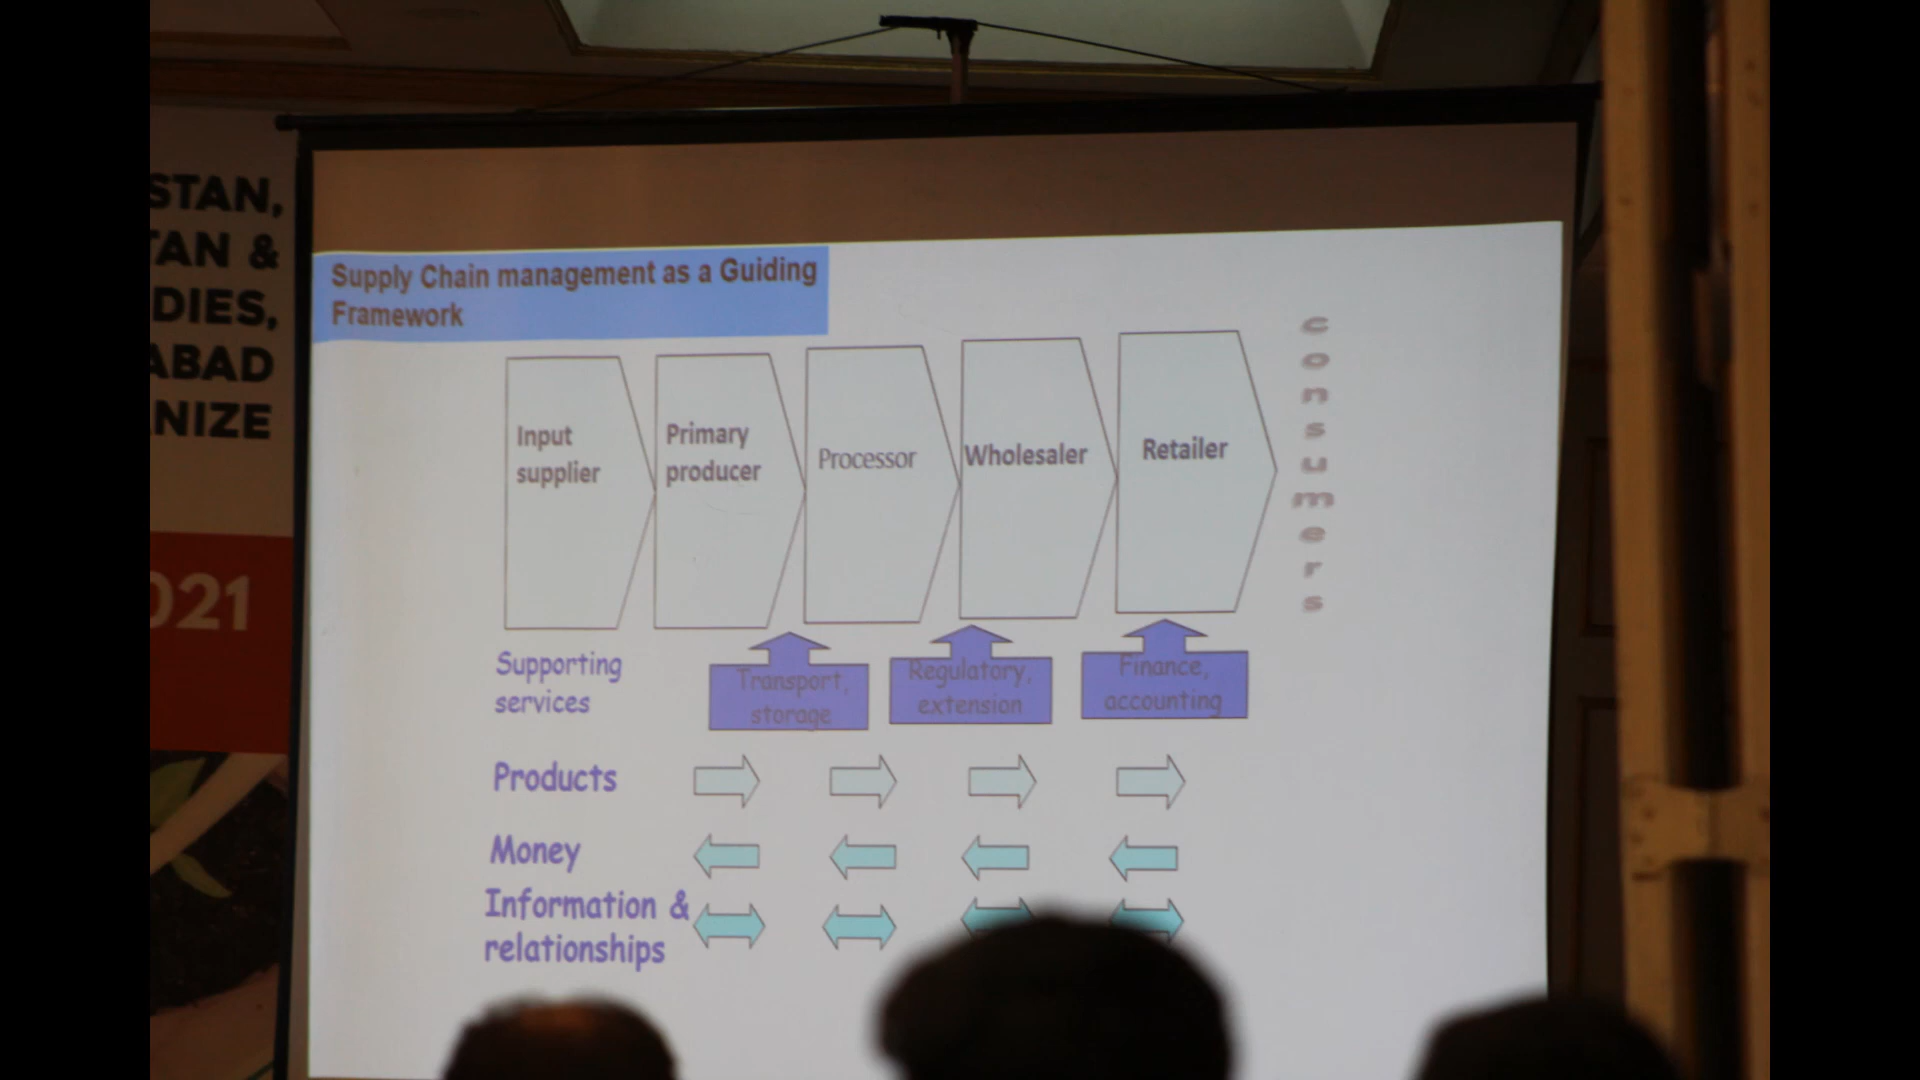 STAN,
TAN &
DIES,
ABAD
NIZE
021
Supply Chain management as a Guiding
Framework
Input
supplier
Primary
producer
Processor
Wholesaler
Retailer
consumers
Supporting
services
Transport,
storage
Regulatory,
extension
Finance,
accounting
Products
Money
Information &
relationships